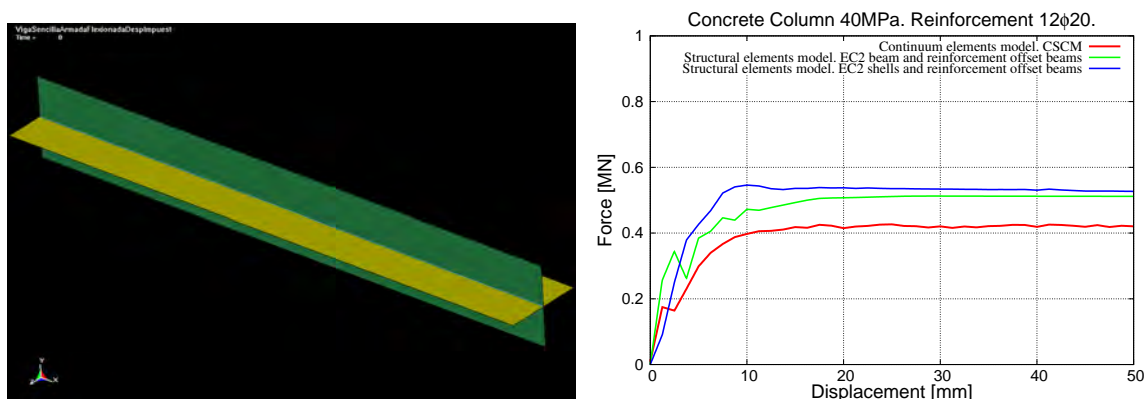 VigaSencillaArmadaFlexionadaDespImpuest
Time = 0
Y
Z X
Concrete Column 40MPa. Reinforcement 12ϕ20.
Continuum elements model. CSCM
Structural elements model. EC2 beam and reinforcement offset beams
Structural elements model. EC2 shells and reinforcement offset beams
Force [MN]
1
0.8
0.6
0.4
0.2
0
0 10 20 30 40 50
Displacement [mm]